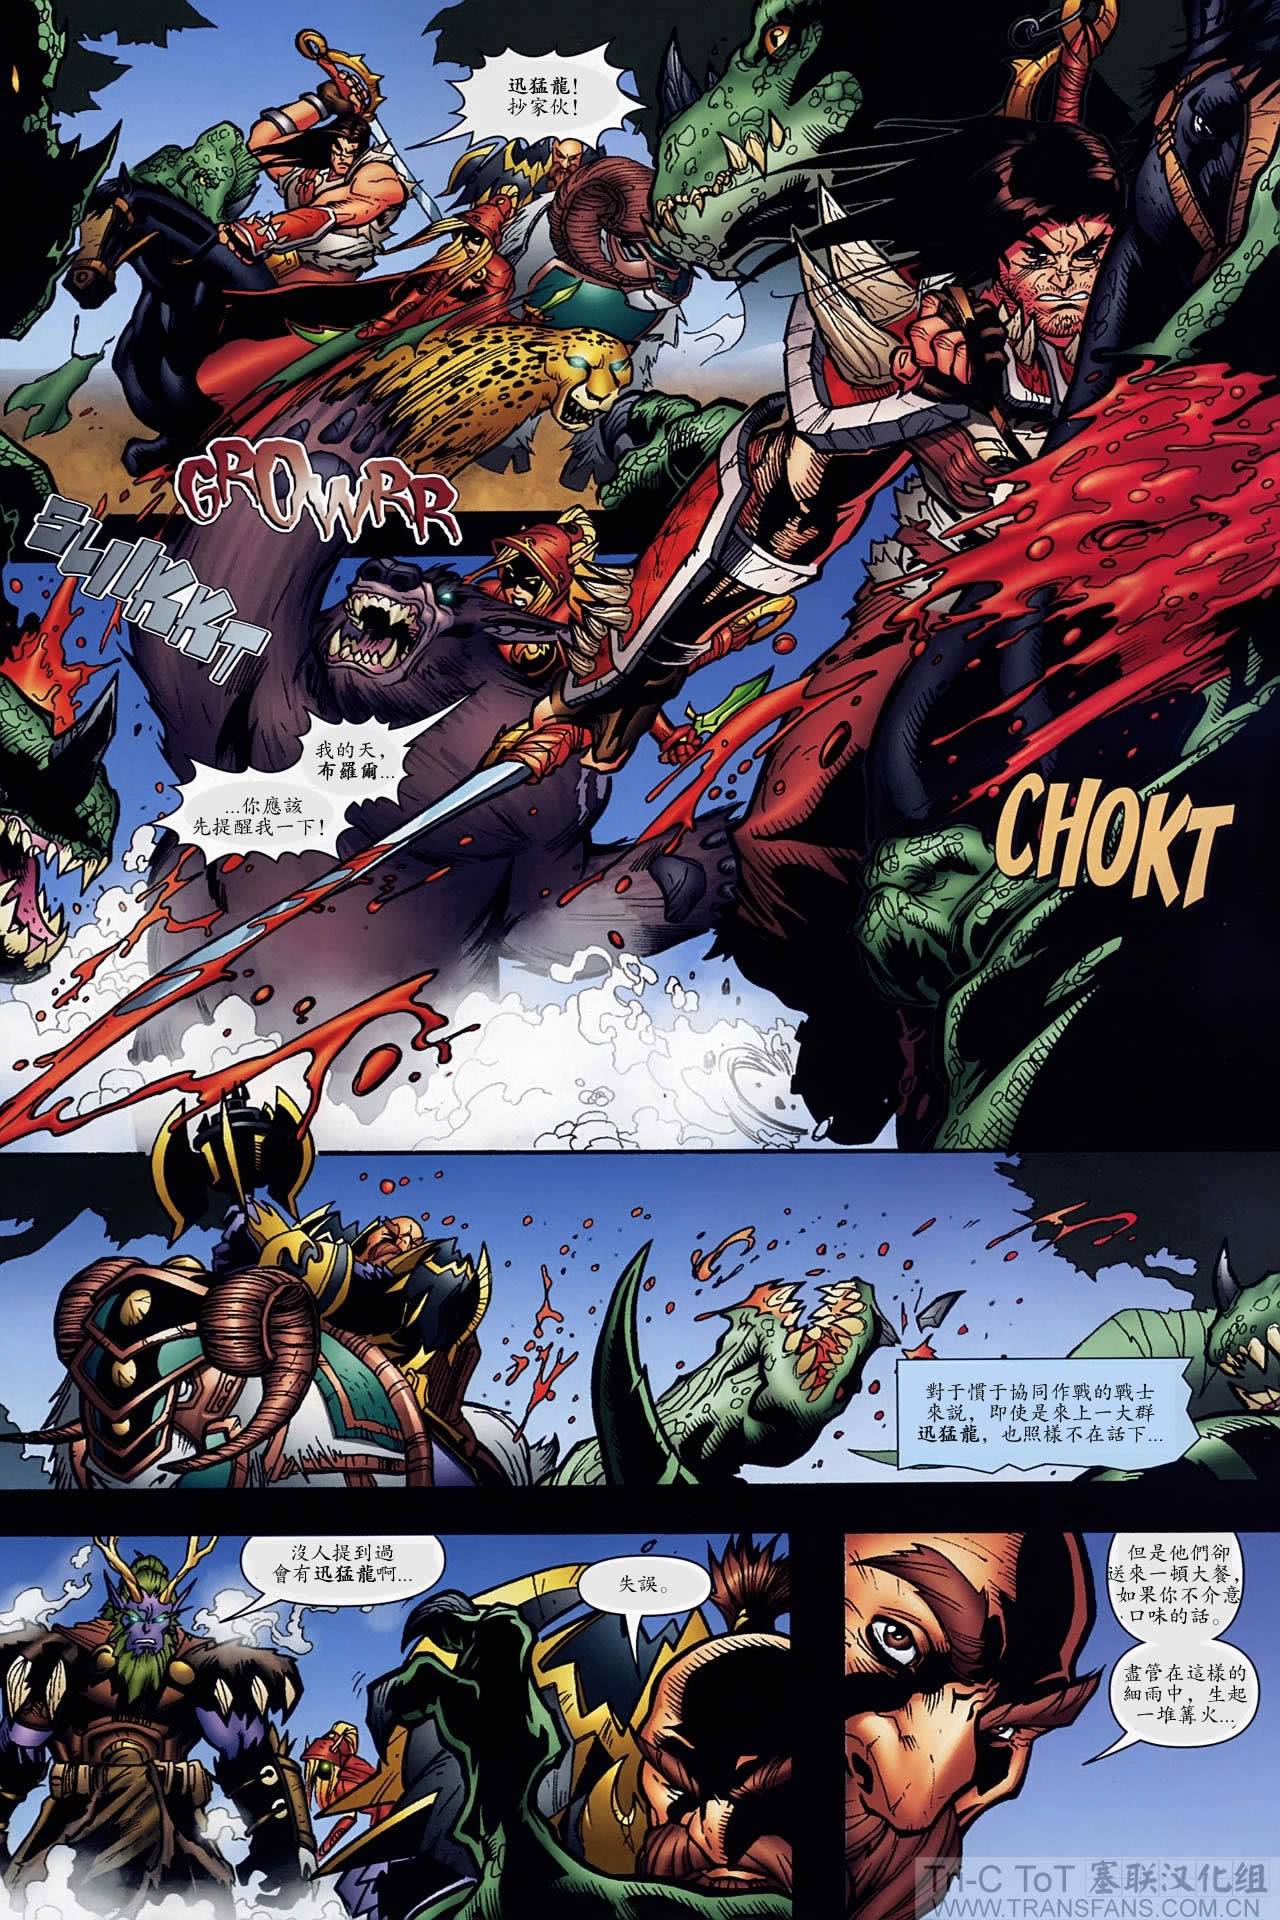 迅猛龍!
抄家伙!
GROWRR
SLIKKT
我的天,
布羅爾...
...你應該
先提醒我一下!
CHOKT
對于慣于協同作戰的戰士
來説, 即使是來上一大群
迅猛龍, 也照樣不在話下...
沒人提到過
會有迅猛龍啊...
失誤。
但是他們卻
送來一頓大餐,
如果你不介意
口味的話。
盡管在這樣的
細雨中, 生起
一堆篝火...
Tri-C ToT 塞联汉化组
WWW.TRANSFANS.COM.CN